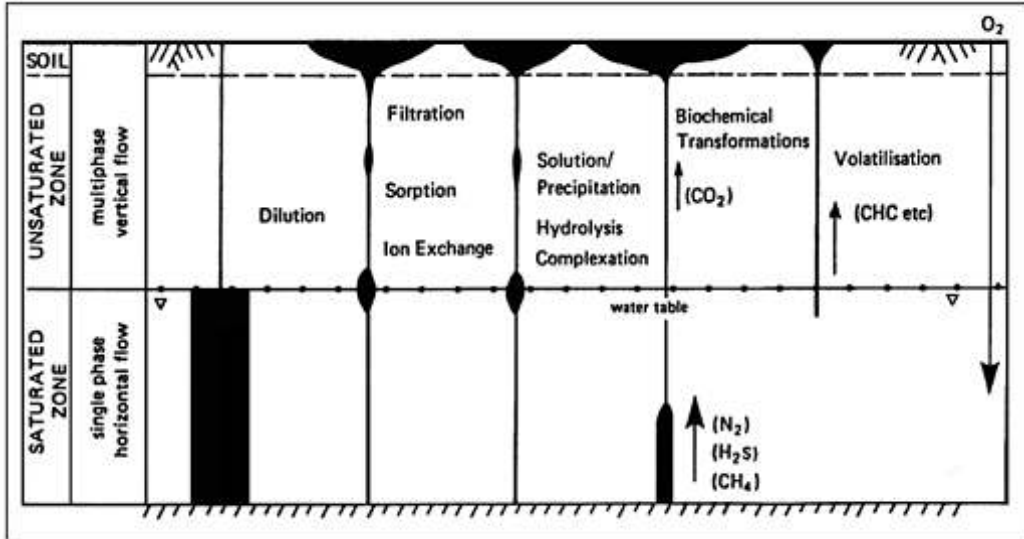 O₂
SOIL
UNSATURATED
ZONE
multiphase
vertical flow
Dilution
Filtration
Sorption
Ion Exchange
Solution/
Precipitation
Hydrolysis
Complexation
Biochemical
Transformations
(CO₂)
Volatilisation
(CHC etc)
water table
SATURATED
ZONE
single phase
horizontal flow
(N₂)
(H₂S)
(CH₄)